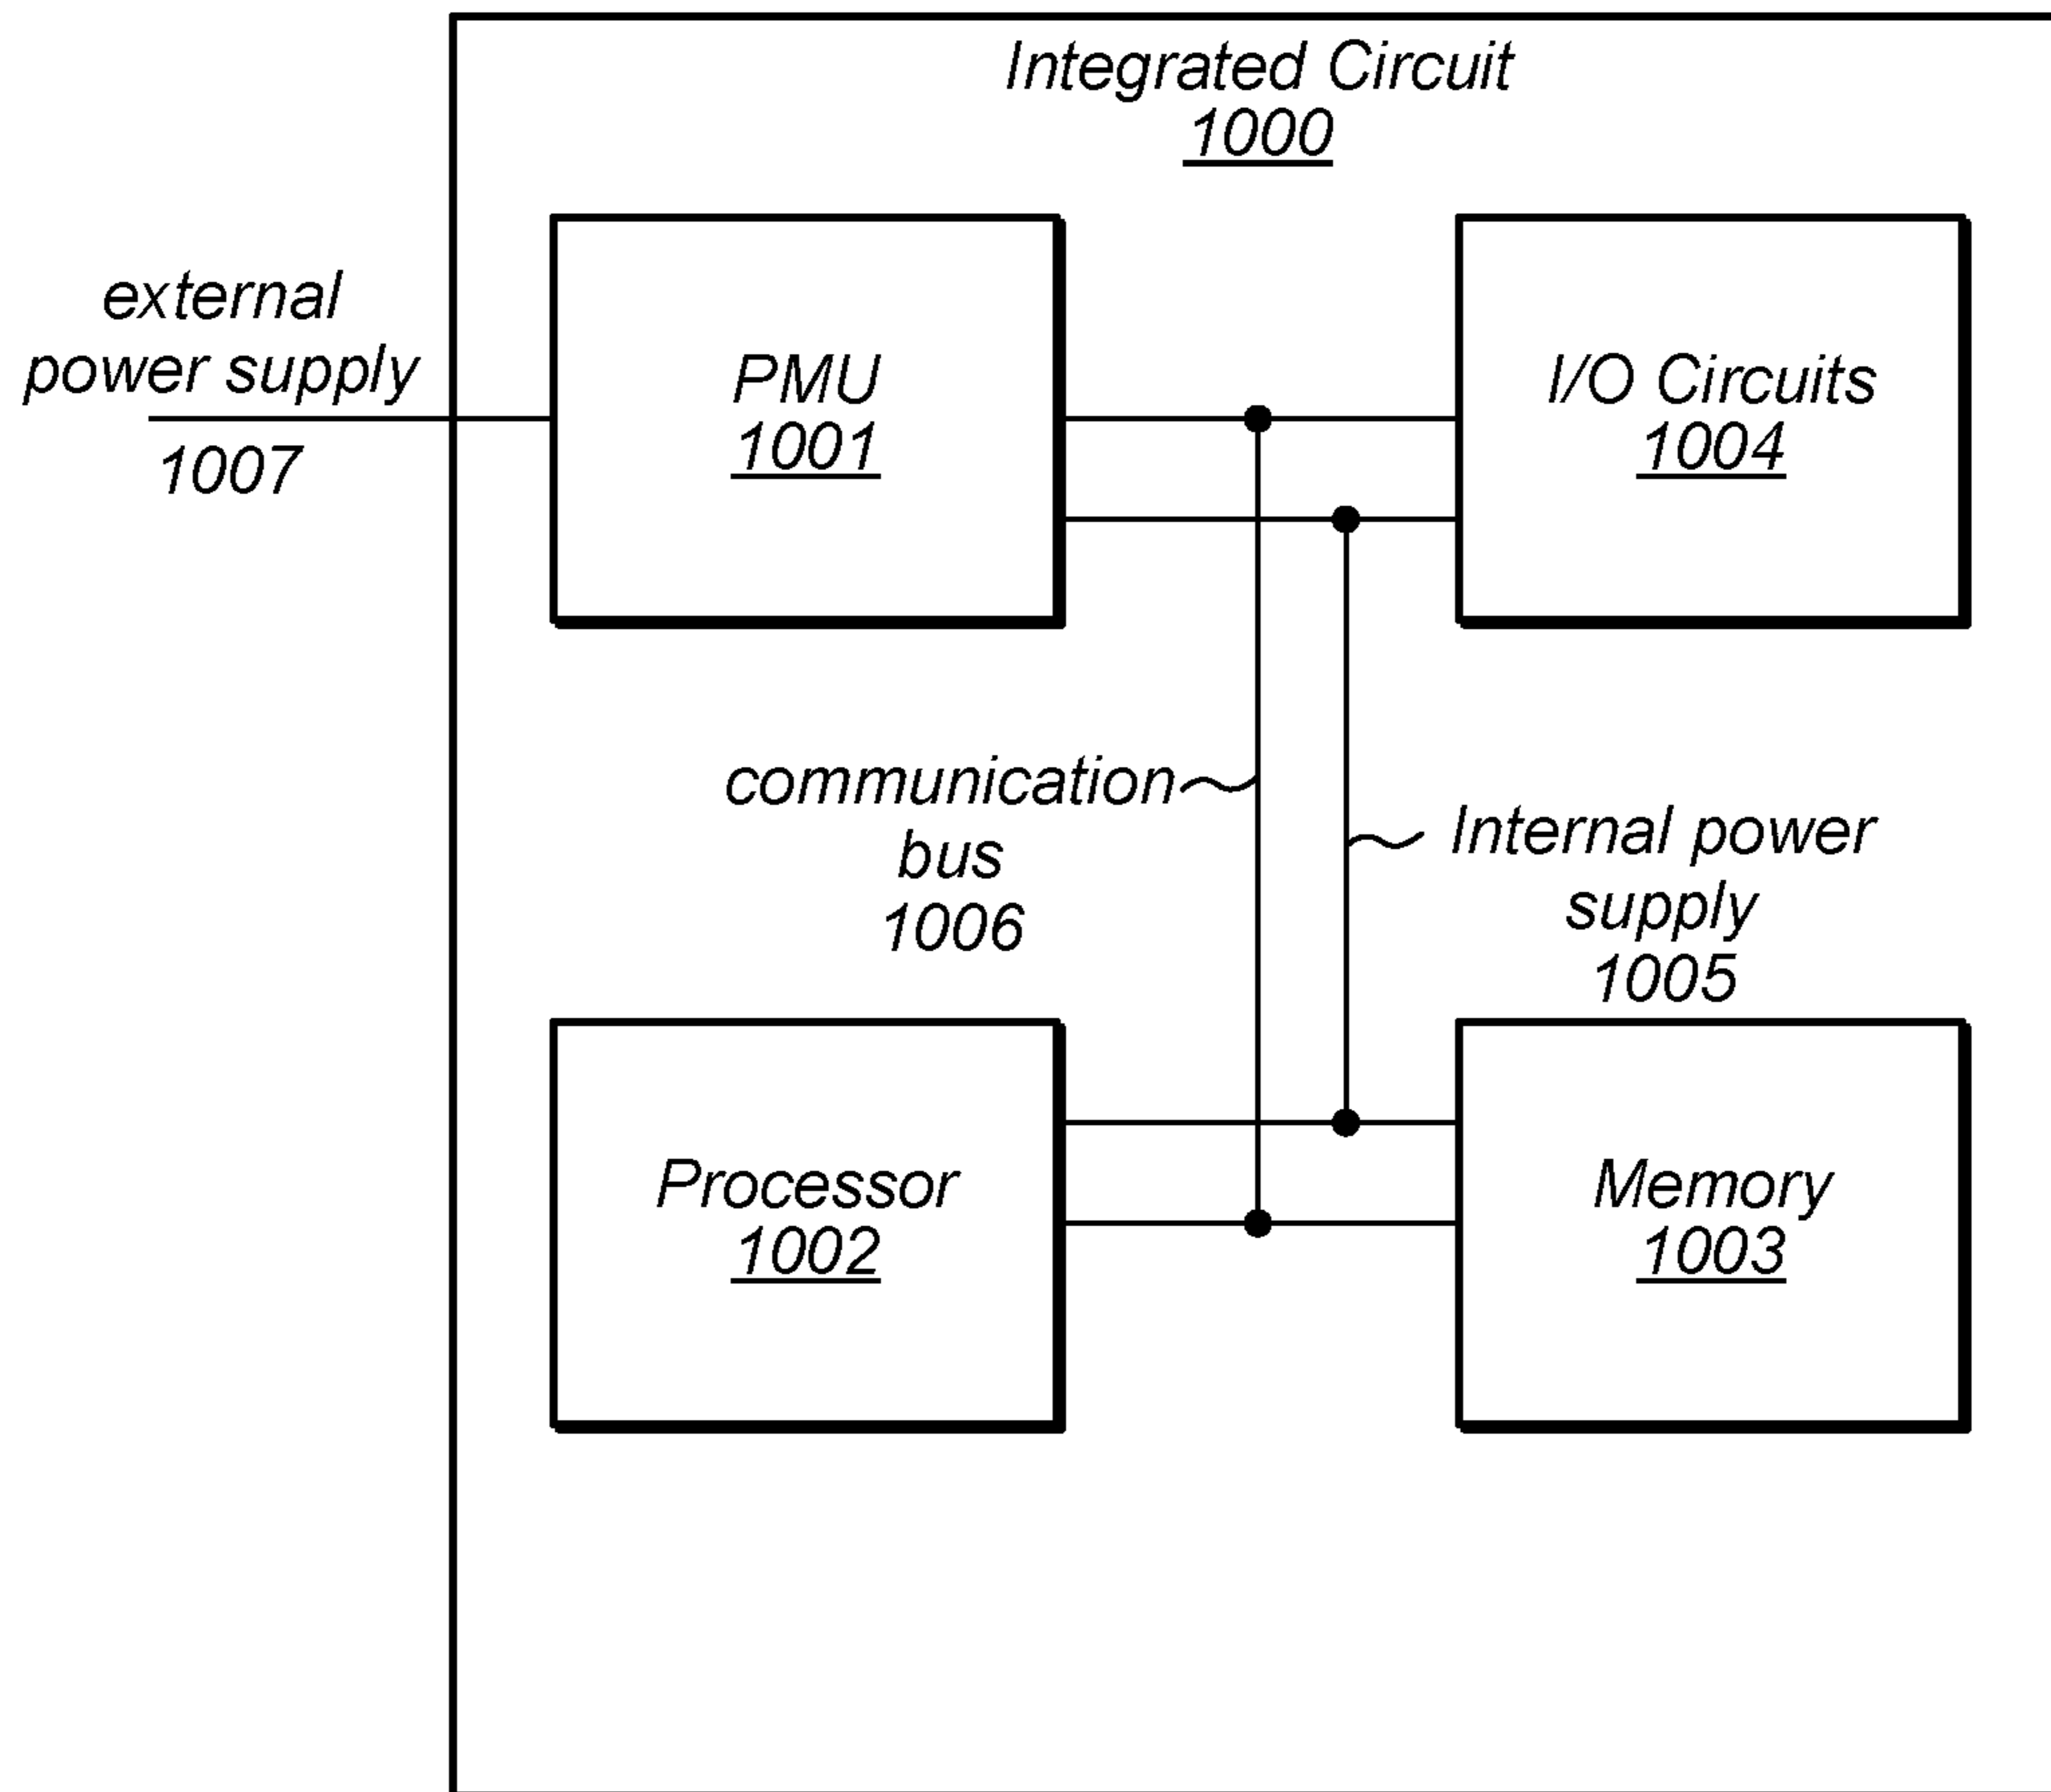 Integrated Circuit
1000
external
power supply
1007
PMU
1001
I/O Circuits
1004
communication
bus
1006
Internal power
supply
1005
Processor
1002
Memory
1003